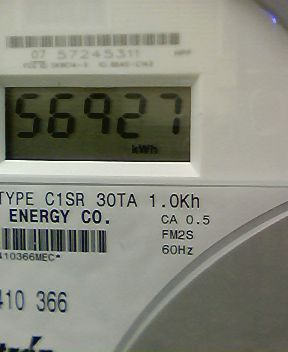 07 57245311
56927
kWh
TYPE C1SR 30TA 1.0Kh
ENERGY CO.
CA 0.5
FM2S
60Hz
410366MEC*
410 366